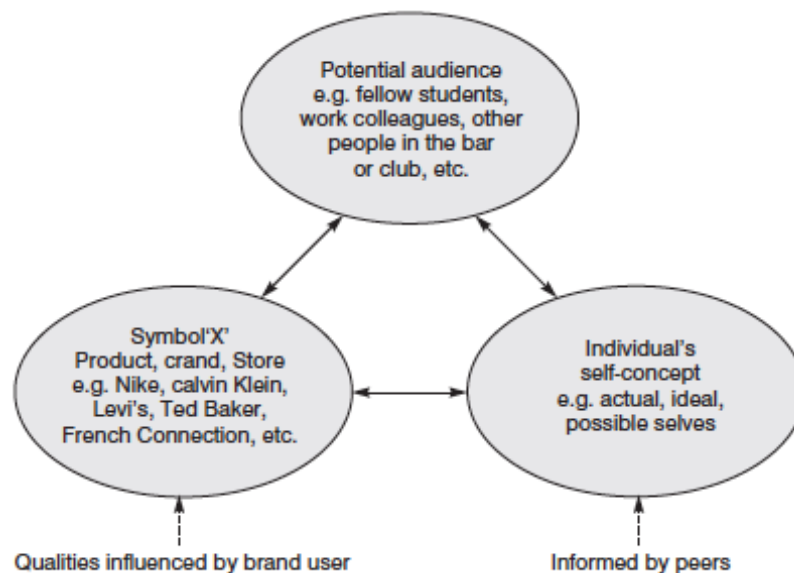 Potential audience
e.g. fellow students,
work colleagues, other
people in the bar
or club, etc.
Symbol'X'
Product, crand, Store
e.g. Nike, calvin Klein,
Levi's, Ted Baker,
French Connection, etc.
Individual's
self-concept
e.g. actual, ideal,
possible selves
Qualities influenced by brand user
Informed by peers